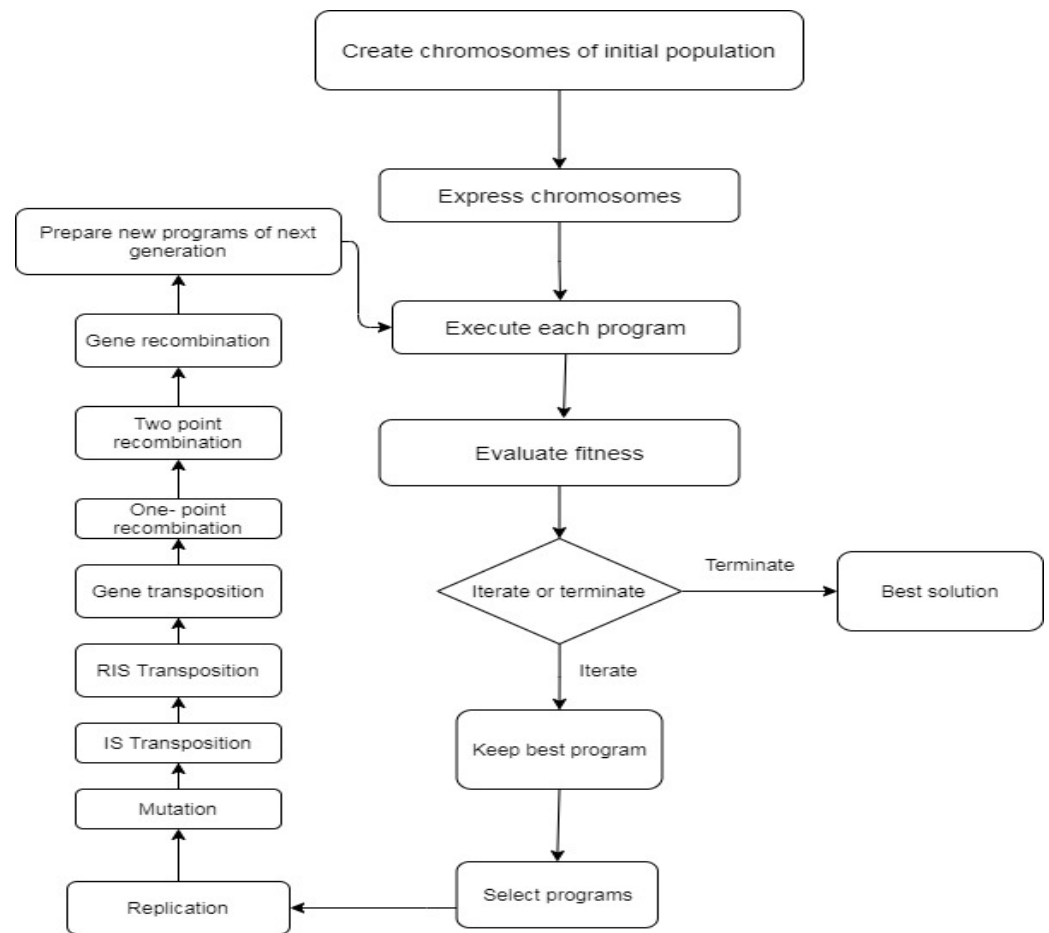 Create chromosomes of initial population
Express chromosomes
Prepare new programs of next
generation
Execute each program
Gene recombination
Two point
recombination
Evaluate fitness
One- point
recombination
Terminate
Gene transposition
Iterate or terminate
Best solution
RIS Transposition
Iterate
IS Transposition
Keep best program
Mutation
Select programs
Replication